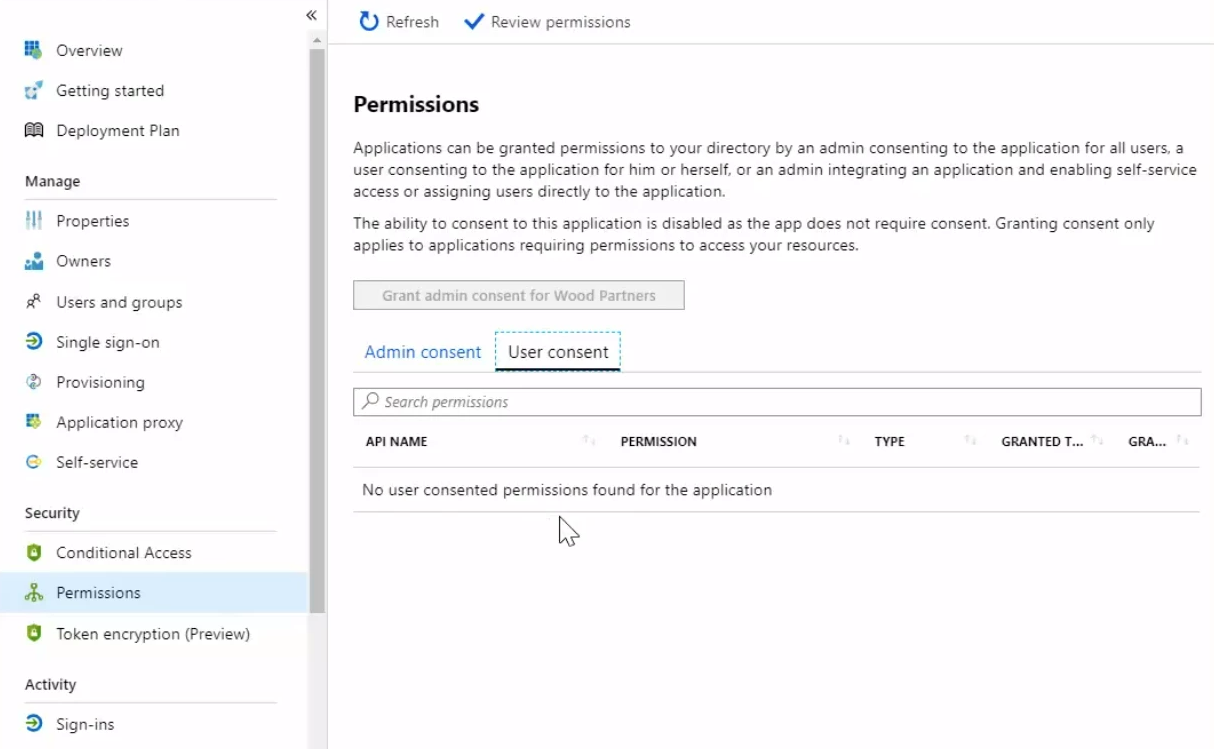 «
Overview
Getting started
Deployment Plan
Manage
Properties
Owners
Users and groups
Single sign-on
Provisioning
Application proxy
Self-service
Security
Conditional Access
Permissions
Token encryption (Preview)
Activity
Sign-ins
Refresh
Review permissions
Permissions
Applications can be granted permissions to your directory by an admin consenting to the application for all users, a
user consenting to the application for him or herself, or an admin integrating an application and enabling self-service
access or assigning users directly to the application.
The ability to consent to this application is disabled as the app does not require consent. Granting consent only
applies to applications requiring permissions to access your resources.
Grant admin consent for Wood Partners
Admin consent
User consent
Search permissions
API NAME PERMISSION TYPE GRANTED T... GRA...
No user consented permissions found for the application